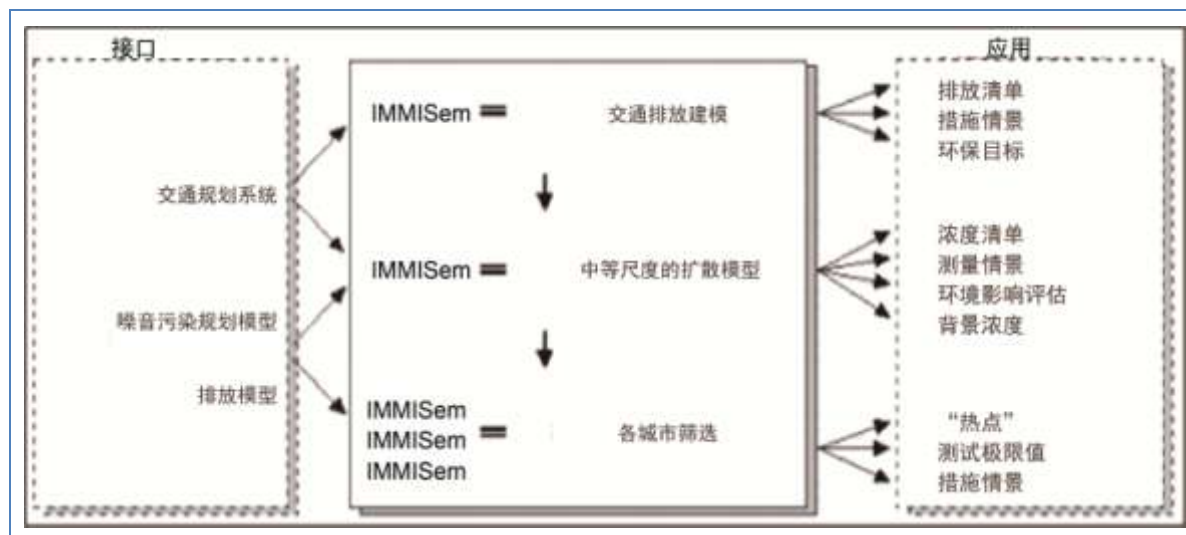 接口
交通规划系统
噪音污染规划模型
排放模型
IMMISem
交通排放建模
IMMISem
中等尺度的扩散模型
IMMISem
IMMISem
IMMISem
各城市筛选
应用
排放清单
措施情景
环保目标
浓度清单
测量情景
环境影响评估
背景浓度
“热点”
测试极限值
措施情景